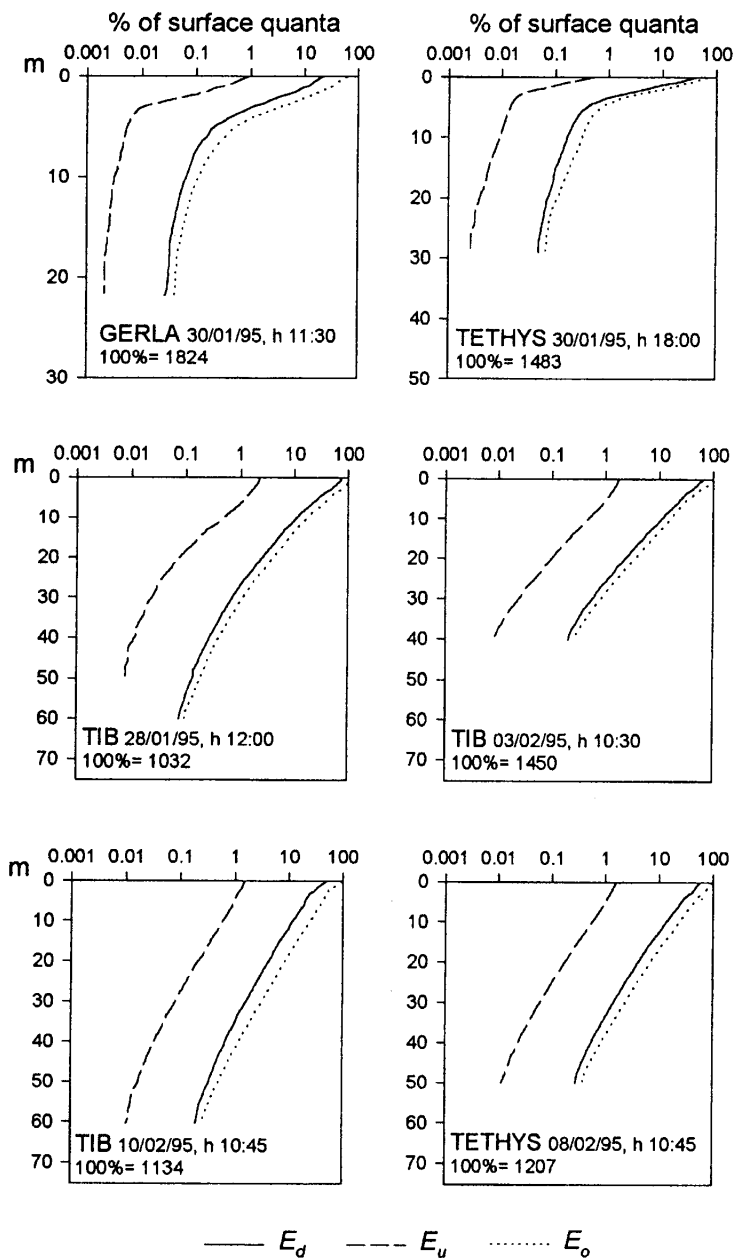 % of surface quanta % of surface quanta
m 0.001 0.01 0.1 1 10 100 0.001 0.01 0.1 1 10 100
0 0
10 10
20 20
30
40
30 50
GERLA 30/01/95, h 11:30 TETHYS 30/01/95, h 18:00
100%= 1824 100%= 1483
m 0.001 0.01 0.1 1 10 100 0.001 0.01 0.1 1 10 100
0 0
10 10
20 20
30 30
40 40
50 50
60 60
70 70
TIB 28/01/95, h 12:00 TIB 03/02/95, h 10:30
100%= 1032 100%= 1450
m 0.001 0.01 0.1 1 10 100 0.001 0.01 0.1 1 10 100
0 0
10 10
20 20
30 30
40 40
50 50
60 60
70 70
TIB 10/02/95, h 10:45 TETHYS 08/02/95, h 10:45
100%= 1134 100%= 1207
Ed Eu Eo